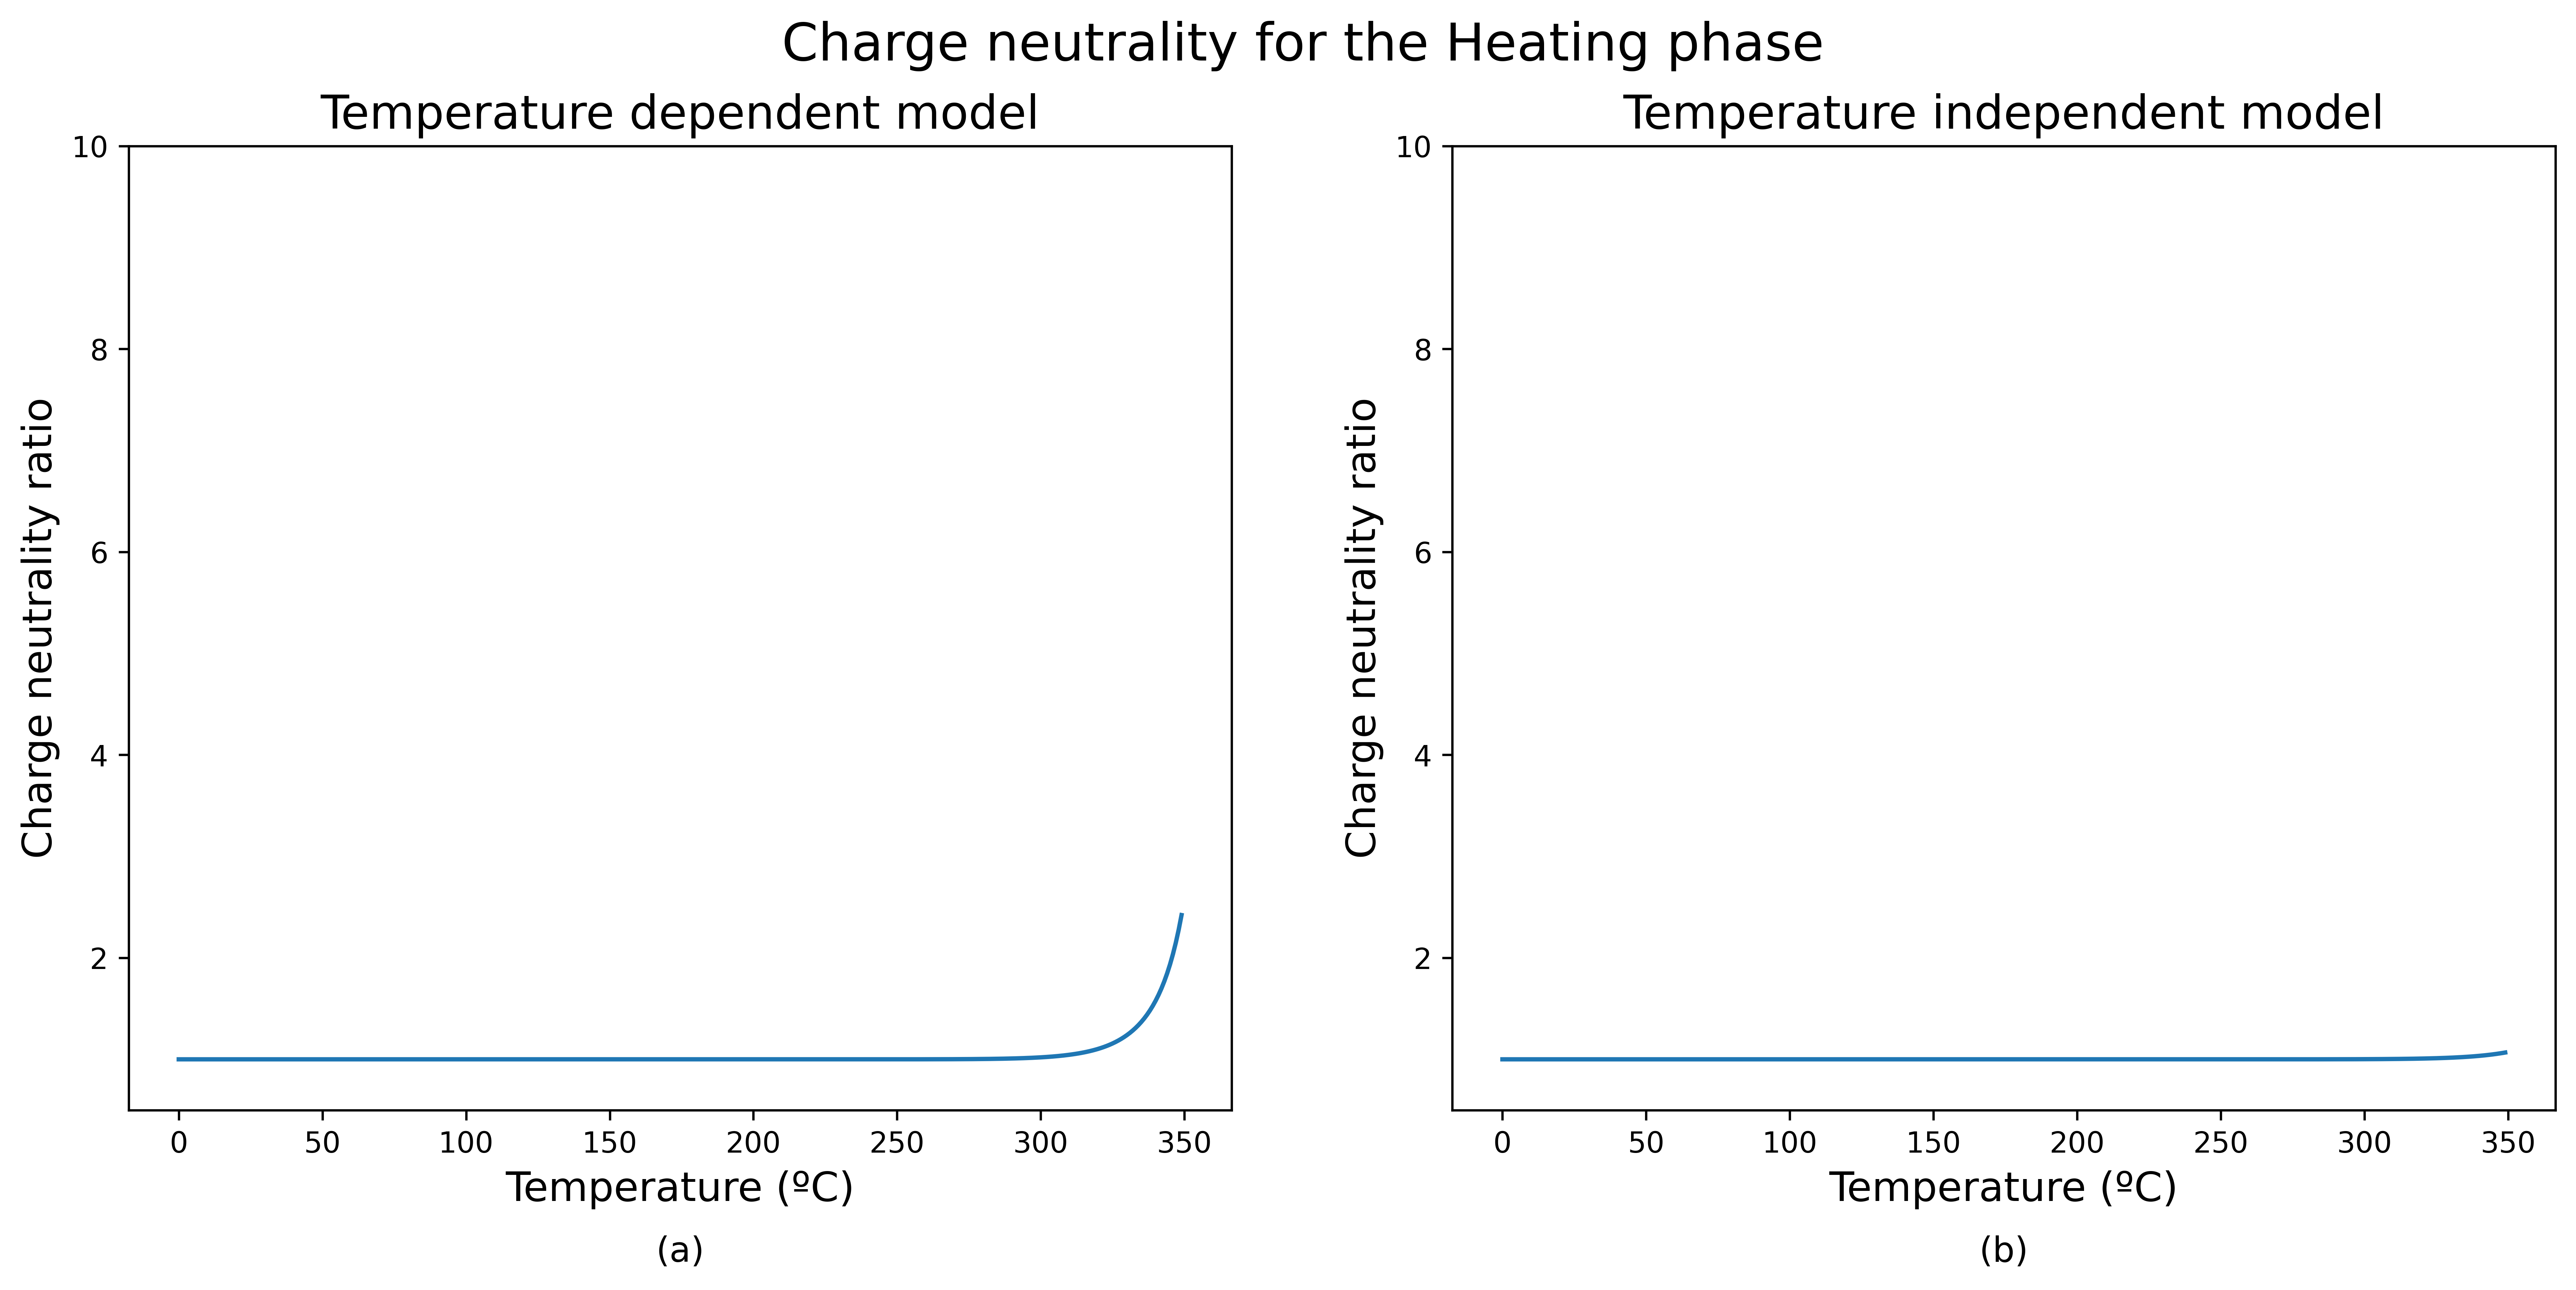 Charge neutrality for the Heating phase
Temperature dependent model
10
8
6
4
2
Charge neutrality ratio
0 50 100 150 200 250 300 350
Temperature (ºC)
(a)
Temperature independent model
10
8
6
4
2
Charge neutrality ratio
0 50 100 150 200 250 300 350
Temperature (ºC)
(b)